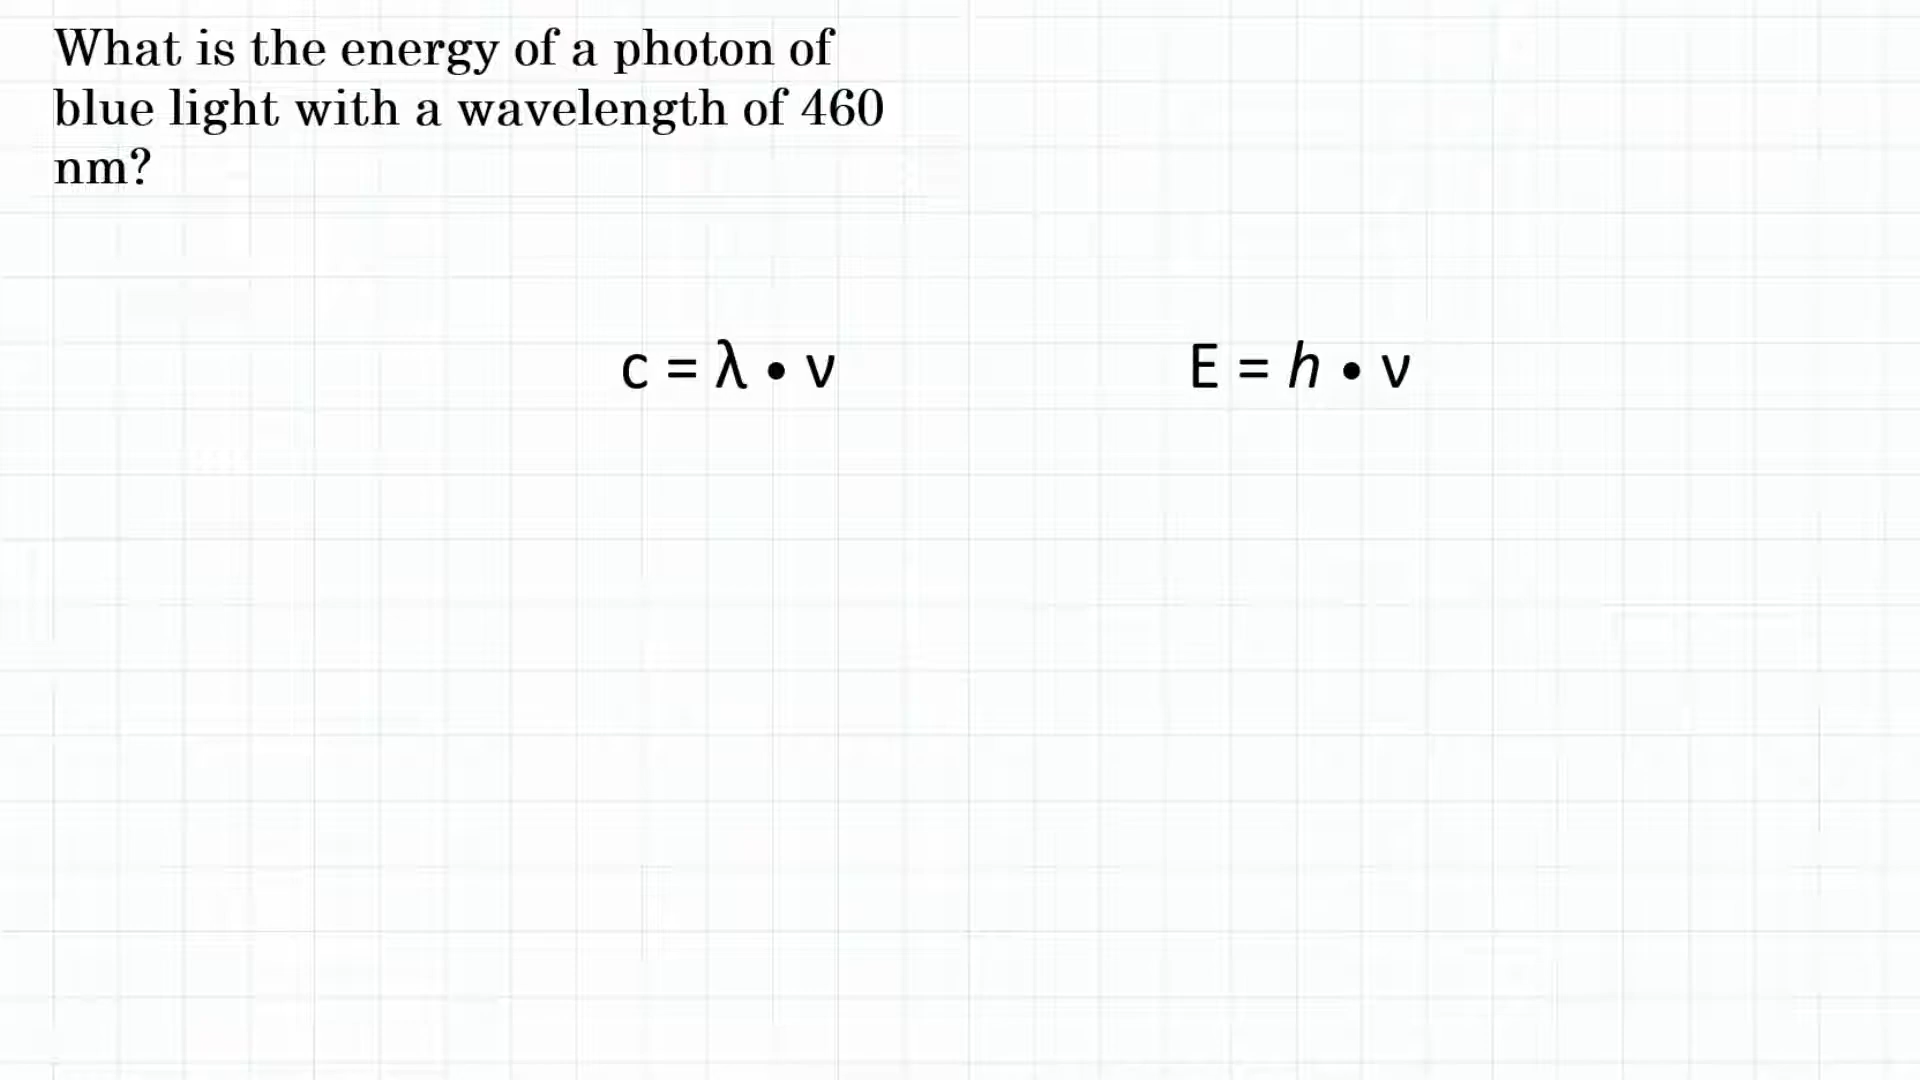 What is the energy of a photon of
blue light with a wavelength of 460
nm?
c = λ • ν
E = h • ν